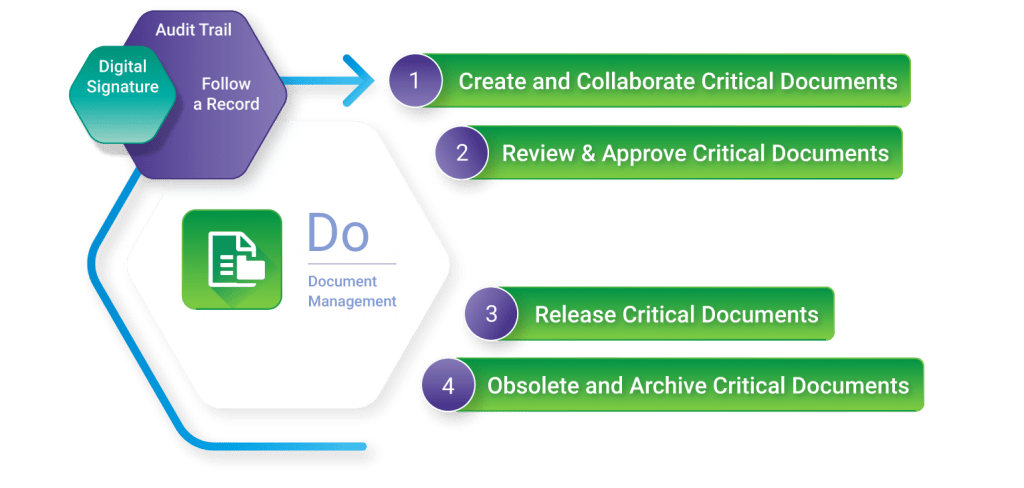 Audit Trail
Digital
Signature
Follow
a Record
1 Create and Collaborate Critical Documents
2 Review & Approve Critical Documents
Do
Document
Management
3 Release Critical Documents
4 Obsolete and Archive Critical Documents